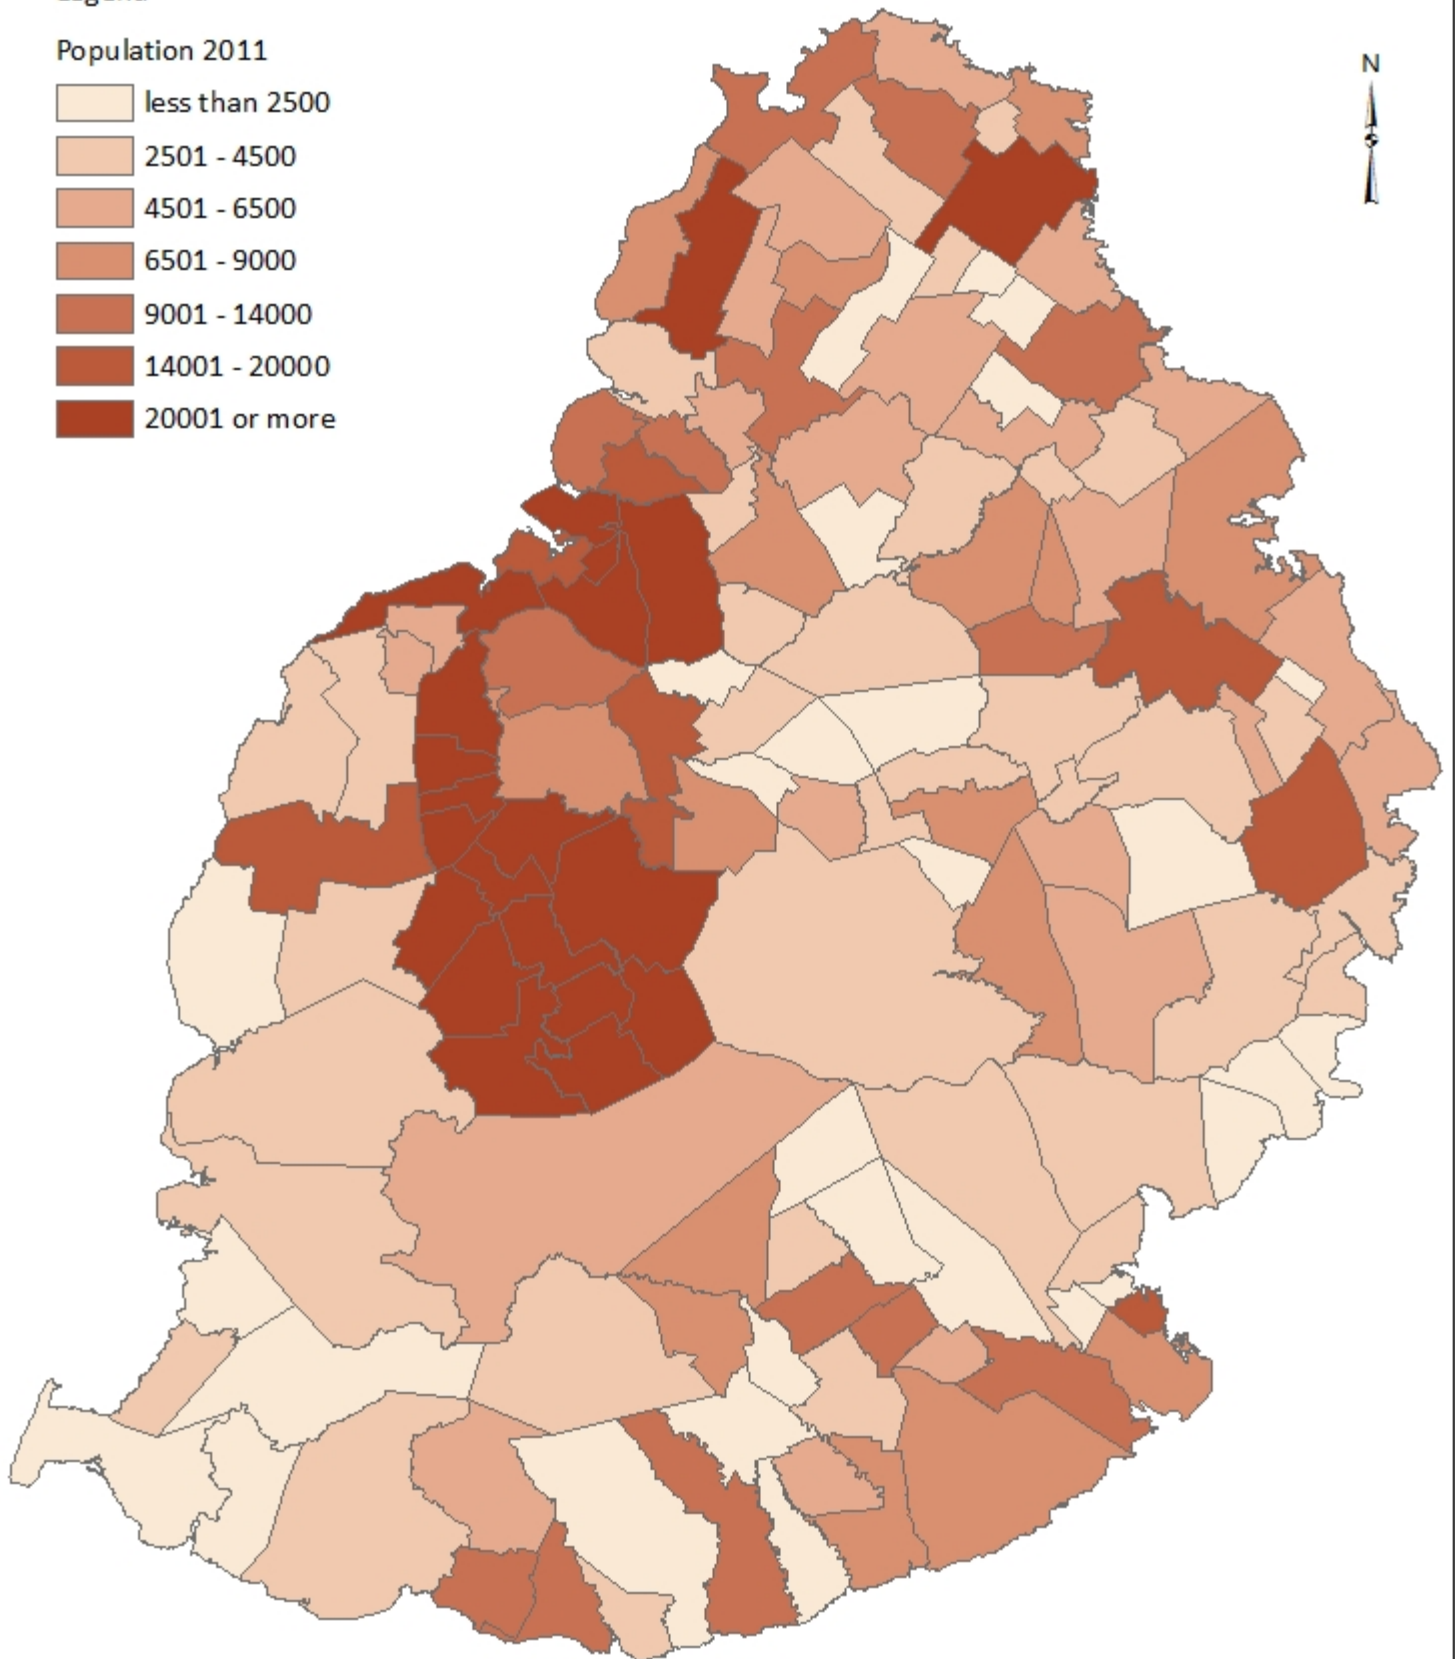 Population 2011
less than 2500
2501 - 4500
4501 - 6500
6501 - 9000
9001 - 14000
14001 - 20000
20001 or more
N